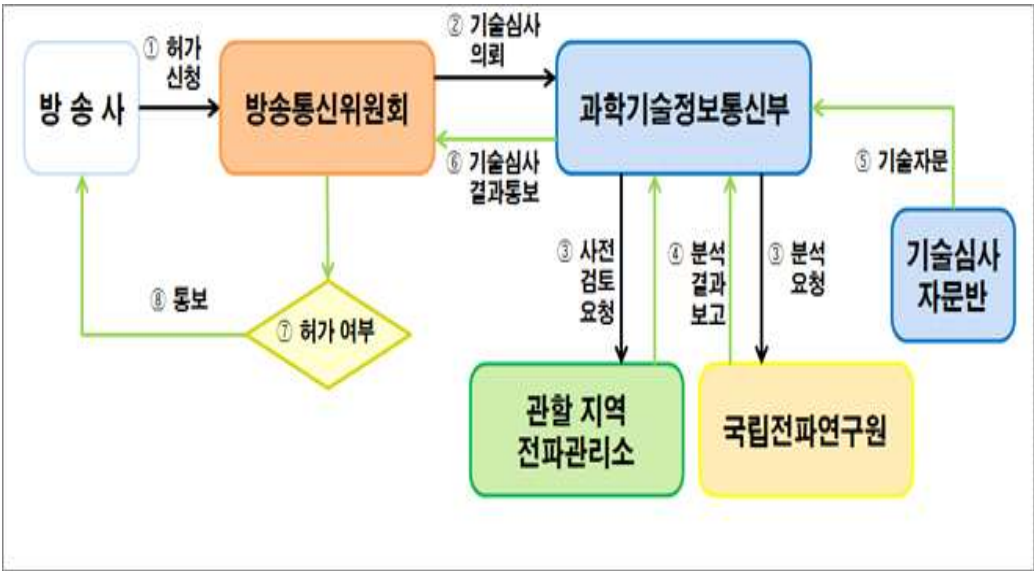 ① 허가
신청
② 기술심사
의뢰
방 송 사
방송통신위원회
과학기술정보통신부
⑥ 기술심사
결과통보
⑤ 기술자문
③ 사전
검토
요청
④ 분석
결과
보고
③ 분석
요청
기술심사
자문반
⑧ 통보
⑦ 허가 여부
관할 지역
전파관리소
국립전파연구원